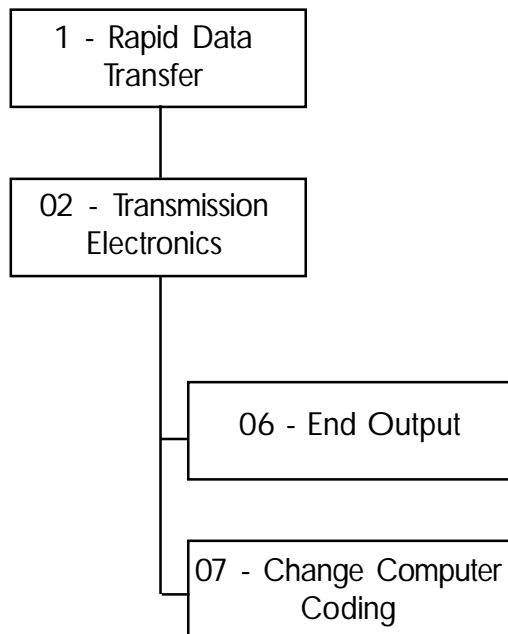 1 - Rapid Data
Transfer
02 - Transmission
Electronics
06 - End Output
07 - Change Computer
Coding